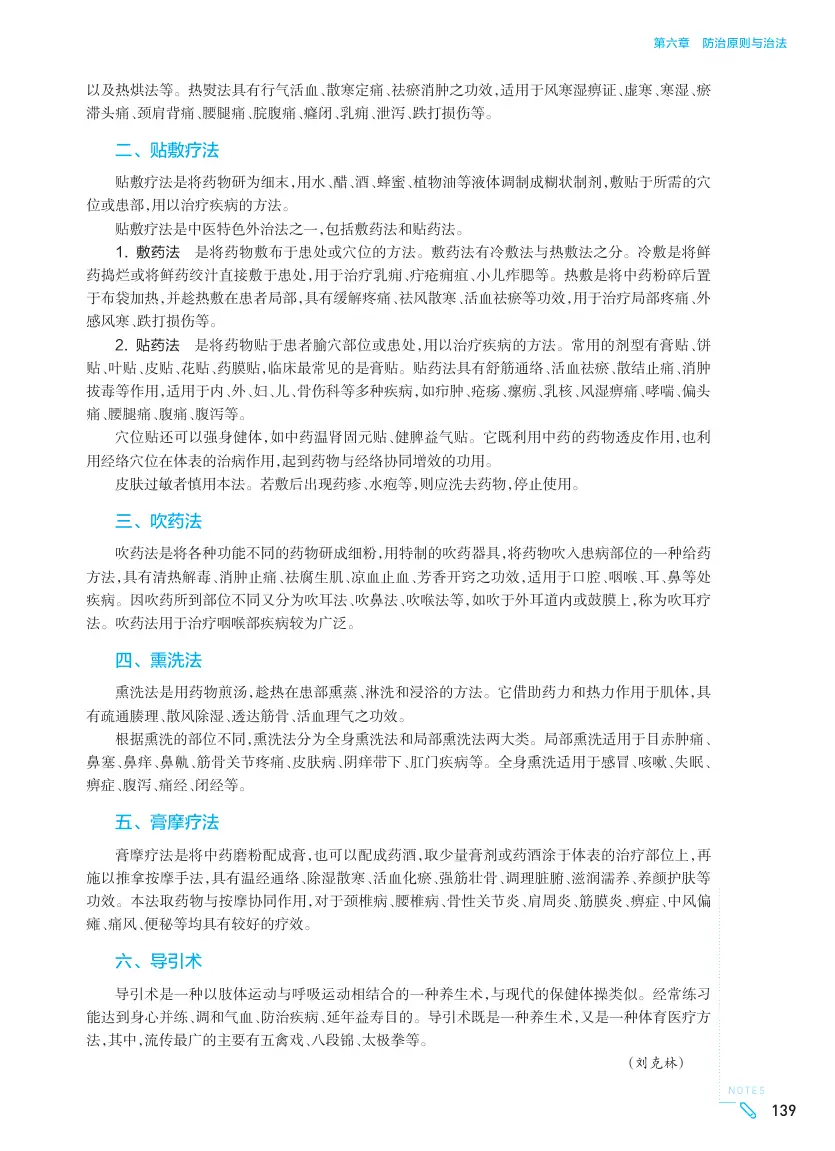 第六章　防治原则与治法
以及热烘法等。热熨法具有行气活血、散寒定痛、祛瘀消肿之功效,适用于风寒湿痹证、虚寒、寒湿、瘀
滞头痛、颈肩背痛、腰腿痛、脘腹痛、癃闭、乳痈、泄泻、跌打损伤等。
二、贴敷疗法
贴敷疗法是将药物研为细末,用水、醋、酒、蜂蜜、植物油等液体调制成糊状制剂,敷贴于所需的穴
位或患部,用以治疗疾病的方法。
贴敷疗法是中医特色外治法之一,包括敷药法和贴药法。
1. 敷药法　是将药物敷布于患处或穴位的方法。敷药法有冷敷法与热敷法之分。冷敷是将鲜
药捣烂或将鲜药绞汁直接敷于患处,用于治疗乳痈、疔疮痈疽、小儿痄腮等。热敷是将中药粉碎后置
于布袋加热,并趁热敷在患者局部,具有缓解疼痛、祛风散寒、活血祛瘀等功效,用于治疗局部疼痛、外
感风寒、跌打损伤等。
2. 贴药法　是将药物贴于患者腧穴部位或患处,用以治疗疾病的方法。常用的剂型有膏贴、饼
贴、叶贴、皮贴、花贴、药膜贴,临床最常见的是膏贴。贴药法具有舒筋通络、活血祛瘀、散结止痛、消肿
拔毒等作用,适用于内、外、妇、儿、骨伤科等多种疾病,如疖肿、疮疡、瘰疬、乳核、风湿痹痛、哮喘、偏头
痛、腰腿痛、腹痛、腹泻等。
穴位贴还可以强身健体,如中药温肾固元贴、健脾益气贴。它既利用中药的药物透皮作用,也利
用经络穴位在体表的治病作用,起到药物与经络协同增效的功用。
皮肤过敏者慎用本法。若敷后出现药疹、水疱等,则应洗去药物,停止使用。
三、吹药法
吹药法是将各种功能不同的药物研成细粉,用特制的吹药器具,将药物吹入患病部位的一种给药
方法,具有清热解毒、消肿止痛、祛腐生肌、凉血止血、芳香开窍之功效,适用于口腔、咽喉、耳、鼻等处
疾病。因吹药所到部位不同又分为吹耳法、吹鼻法、吹喉法等,如吹于外耳道内或鼓膜上,称为吹耳疗
法。吹药法用于治疗咽喉部疾病较为广泛。
四、熏洗法
熏洗法是用药物煎汤,趁热在患部熏蒸、淋洗和浸浴的方法。它借助药力和热力作用于肌体,具
有疏通腠理、散风除湿、透达筋骨、活血理气之功效。
根据熏洗的部位不同,熏洗法分为全身熏洗法和局部熏洗法两大类。局部熏洗适用于目赤肿痛、
鼻塞、鼻痒、鼻鼽、筋骨关节疼痛、皮肤病、阴痒带下、肛门疾病等。全身熏洗适用于感冒、咳嗽、失眠、
痹症、腹泻、痛经、闭经等。
五、膏摩疗法
膏摩疗法是将中药磨粉配成膏,也可以配成药酒,取少量膏剂或药酒涂于体表的治疗部位上,再
施以推拿按摩手法,具有温经通络、除湿散寒、活血化瘀、强筋壮骨、调理脏腑、滋润濡养、养颜护肤等
功效。本法取药物与按摩协同作用,对于颈椎病、腰椎病、骨性关节炎、肩周炎、筋膜炎、痹症、中风偏
瘫、痛风、便秘等均具有较好的疗效。
六、导引术
导引术是一种以肢体运动与呼吸运动相结合的一种养生术,与现代的保健体操类似。经常练习
能达到身心并练、调和气血、防治疾病、延年益寿目的。导引术既是一种养生术,又是一种体育医疗方
法,其中,流传最广的主要有五禽戏、八段锦、太极拳等。
（刘克林）
NOTES
139